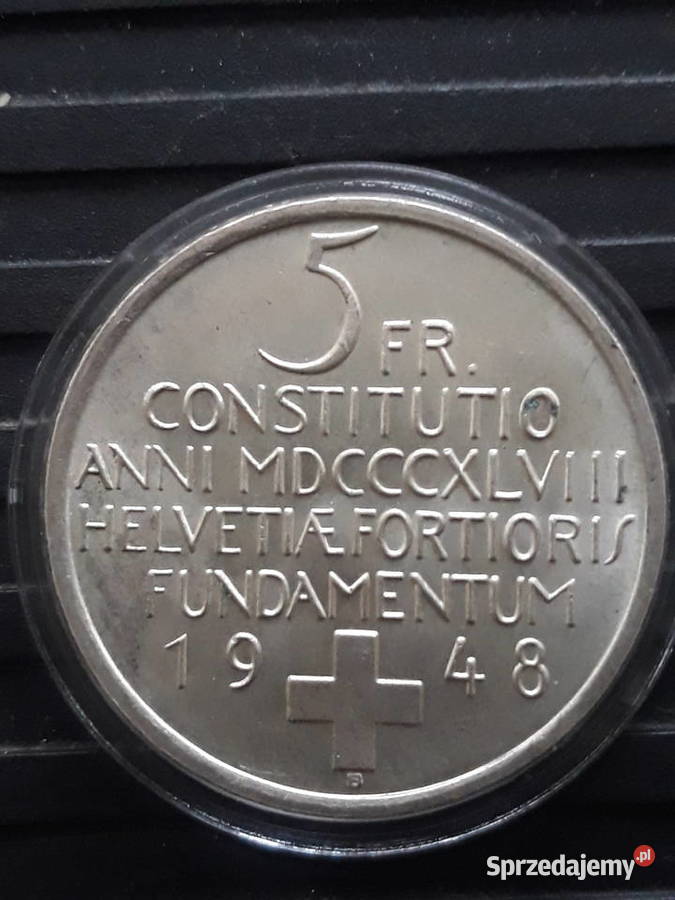 5 FR.
CONSTITUTIO
ANNI MDCCCXLVIII
HELVETIÆ FORTIORIS
FUNDAMENTUM
1948
B
Sprzedajemy.pl